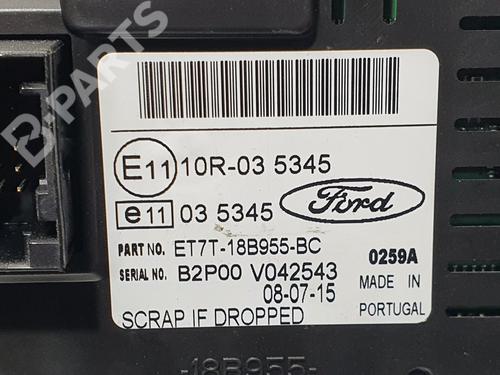 B-PARTS
E11 10R-03 5345
e11 03 5345 Ford
PART NO. ET7T-18B955-BC 0259A
SERIAL NO. B2P00 V042543 MADE IN
08-07-15 PORTUGAL
SCRAP IF DROPPED
-18B955-